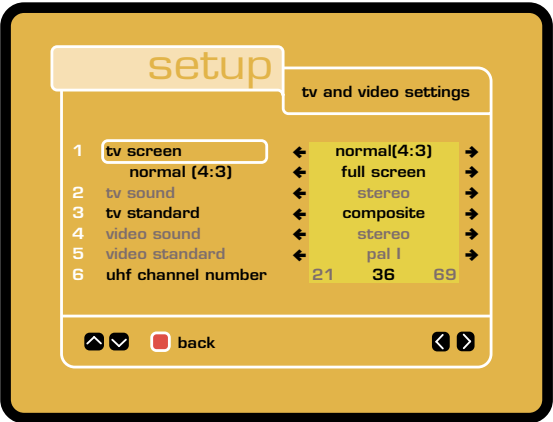 setup
tv and video settings
1 tv screen normal(4:3)
normal (4:3) full screen
2 tv sound stereo
3 tv standard composite
4 video sound stereo
5 video standard pal l
6 uhf channel number 21 36 69
back